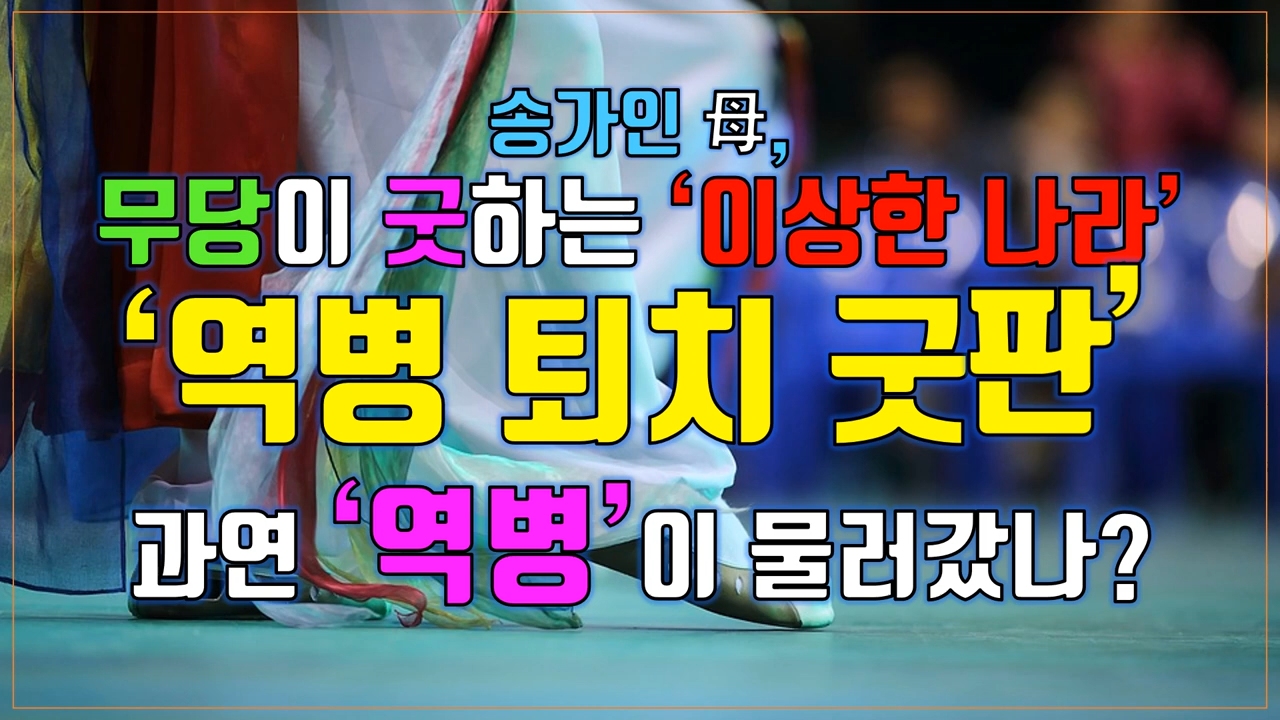 송가인 母,
무당이 굿하는 ‘이상한 나라’
‘역병 퇴치 굿판’
과연 ‘역병’이 물러갔나?